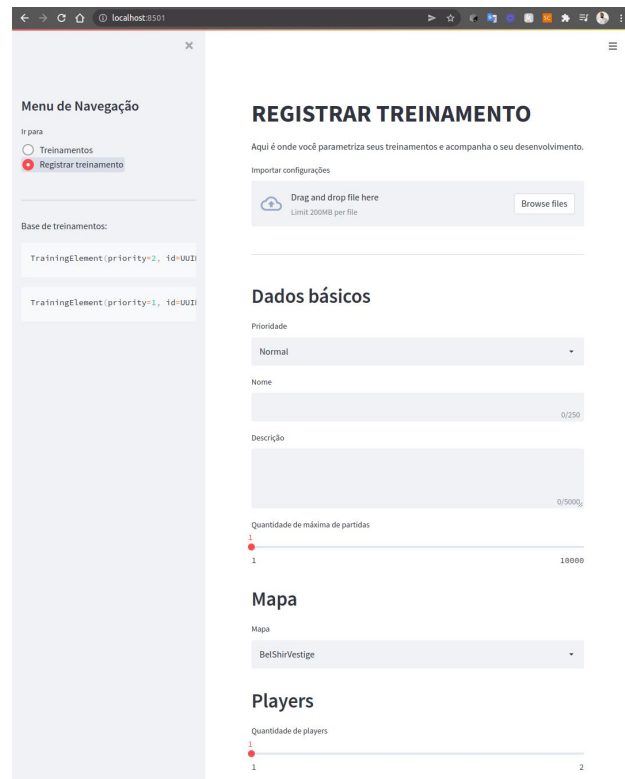 localhost:8501
Menu de Navegação
Ir para
Treinamentos
Registrar treinamento
Base de treinamentos:
TrainingElement(priority=2, id=UUI
TrainingElement(priority=1, id=UUI
REGISTRAR TREINAMENTO
Aqui é onde você parametriza seus treinamentos e acompanha o seu desenvolvimento.
Importar configurações
Drag and drop file here
Limit 200MB per file
Browse files
Dados básicos
Prioridade
Normal
Nome
0/250
Descrição
0/5000
Quantidade de máxima de partidas
1
1 10000
Mapa
Mapa
BelShirVestige
Players
Quantidade de players
1
1 2